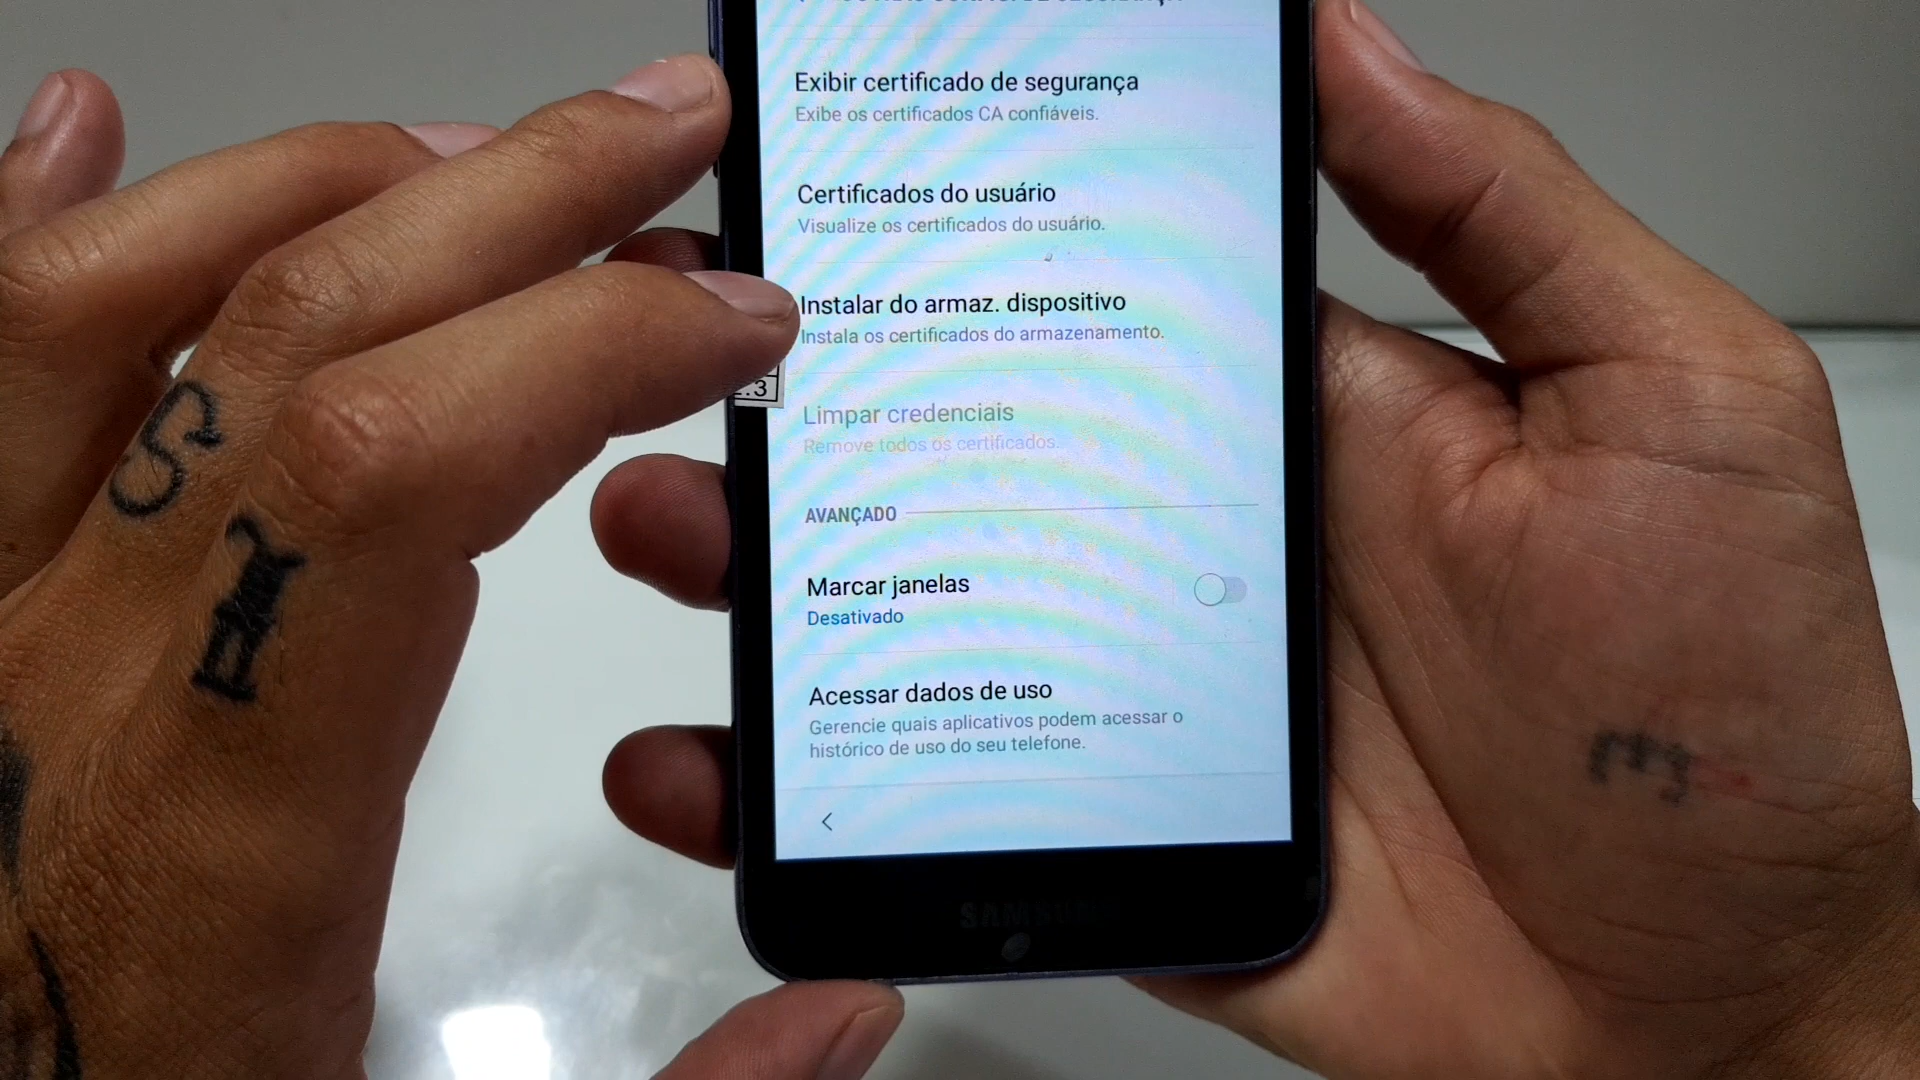 Exibir certificado de segurança
Exibe os certificados CA confiáveis.
Certificados do usuário
Visualize os certificados do usuário.
Instalar do armaz. dispositivo
Instala os certificados do armazenamento.
.3
Limpar credenciais
Remove todos os certificados.
AVANÇADO
Marcar janelas
Desativado
Acessar dados de uso
Gerencie quais aplicativos podem acessar o
histórico de uso do seu telefone.
SAMSUNG